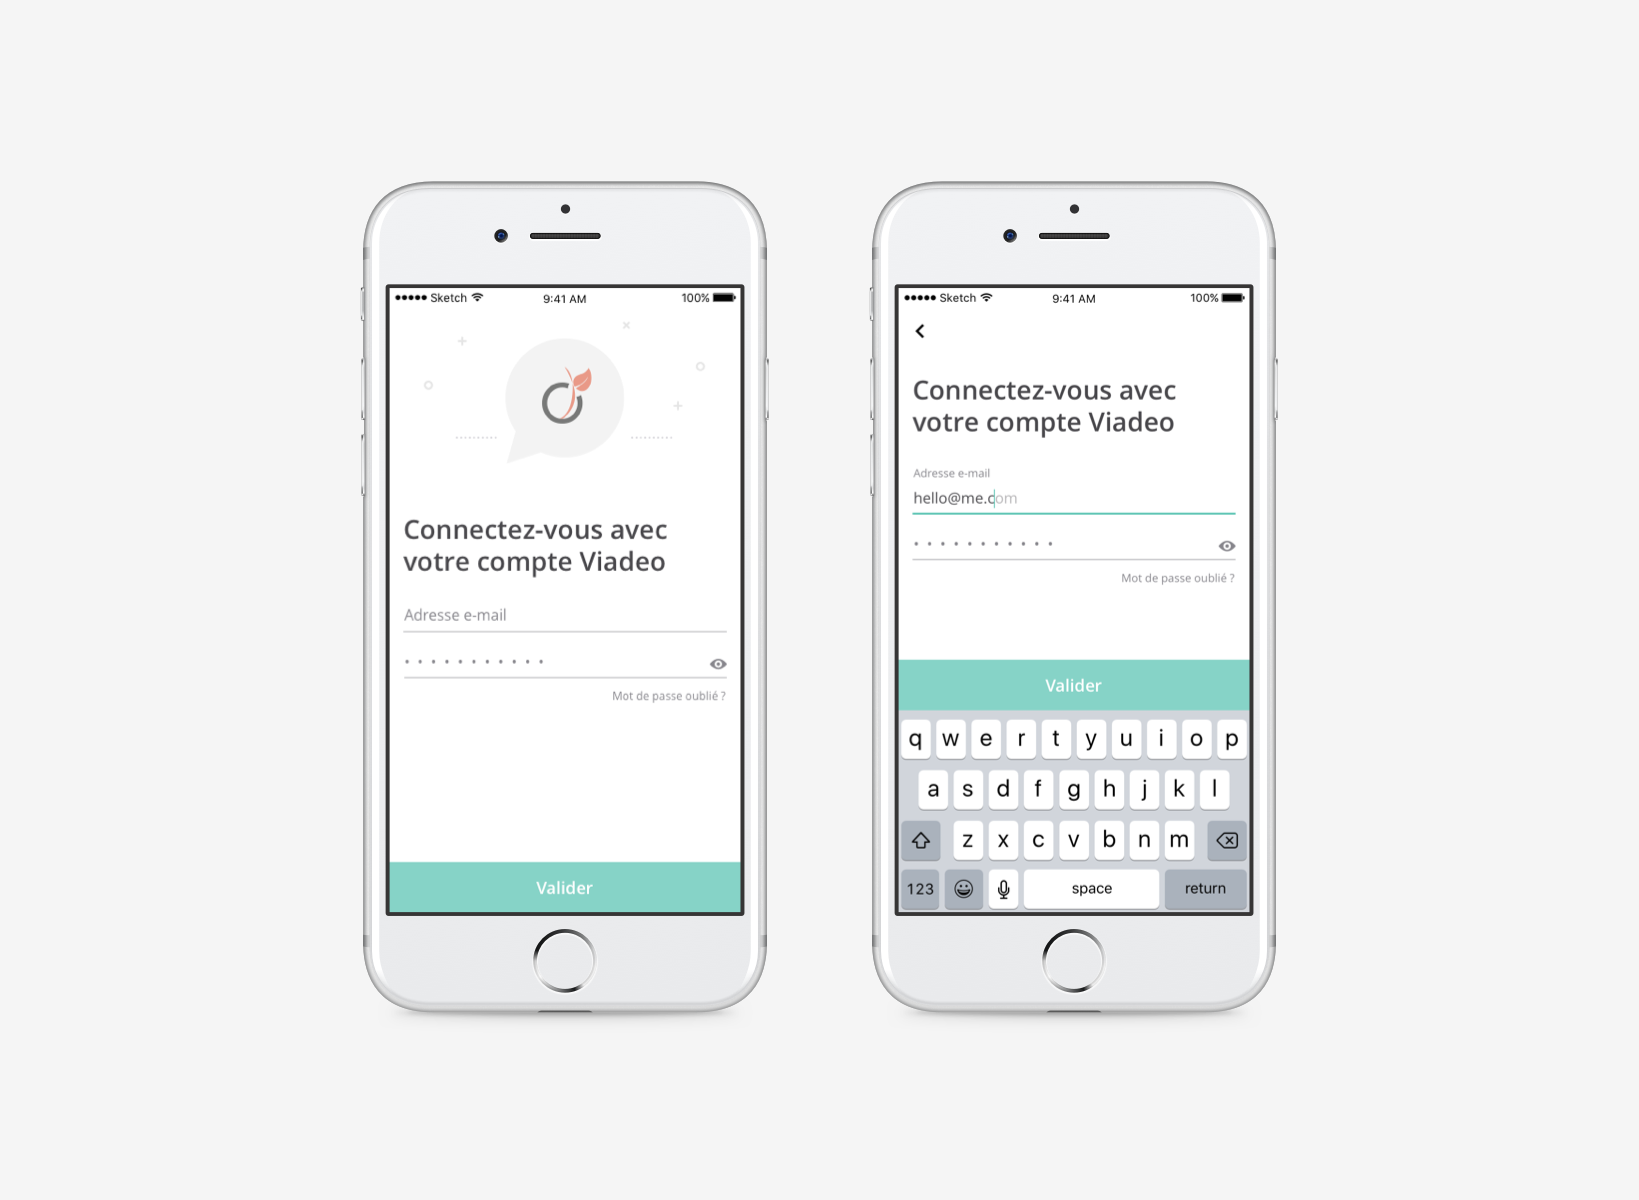 ●●●●● Sketch 9:41 AM 100%
Connectez-vous avec
votre compte Viadeo
Adresse e-mail
• • • • • • • • • • •
Mot de passe oublié ?
Valider
●●●●● Sketch 9:41 AM 100%
Connectez-vous avec
votre compte Viadeo
Adresse e-mail
hello@me.com
• • • • • • • • • • •
Mot de passe oublié ?
Valider
q w e r t y u i o p
a s d f g h j k l
z x c v b n m
123 space return